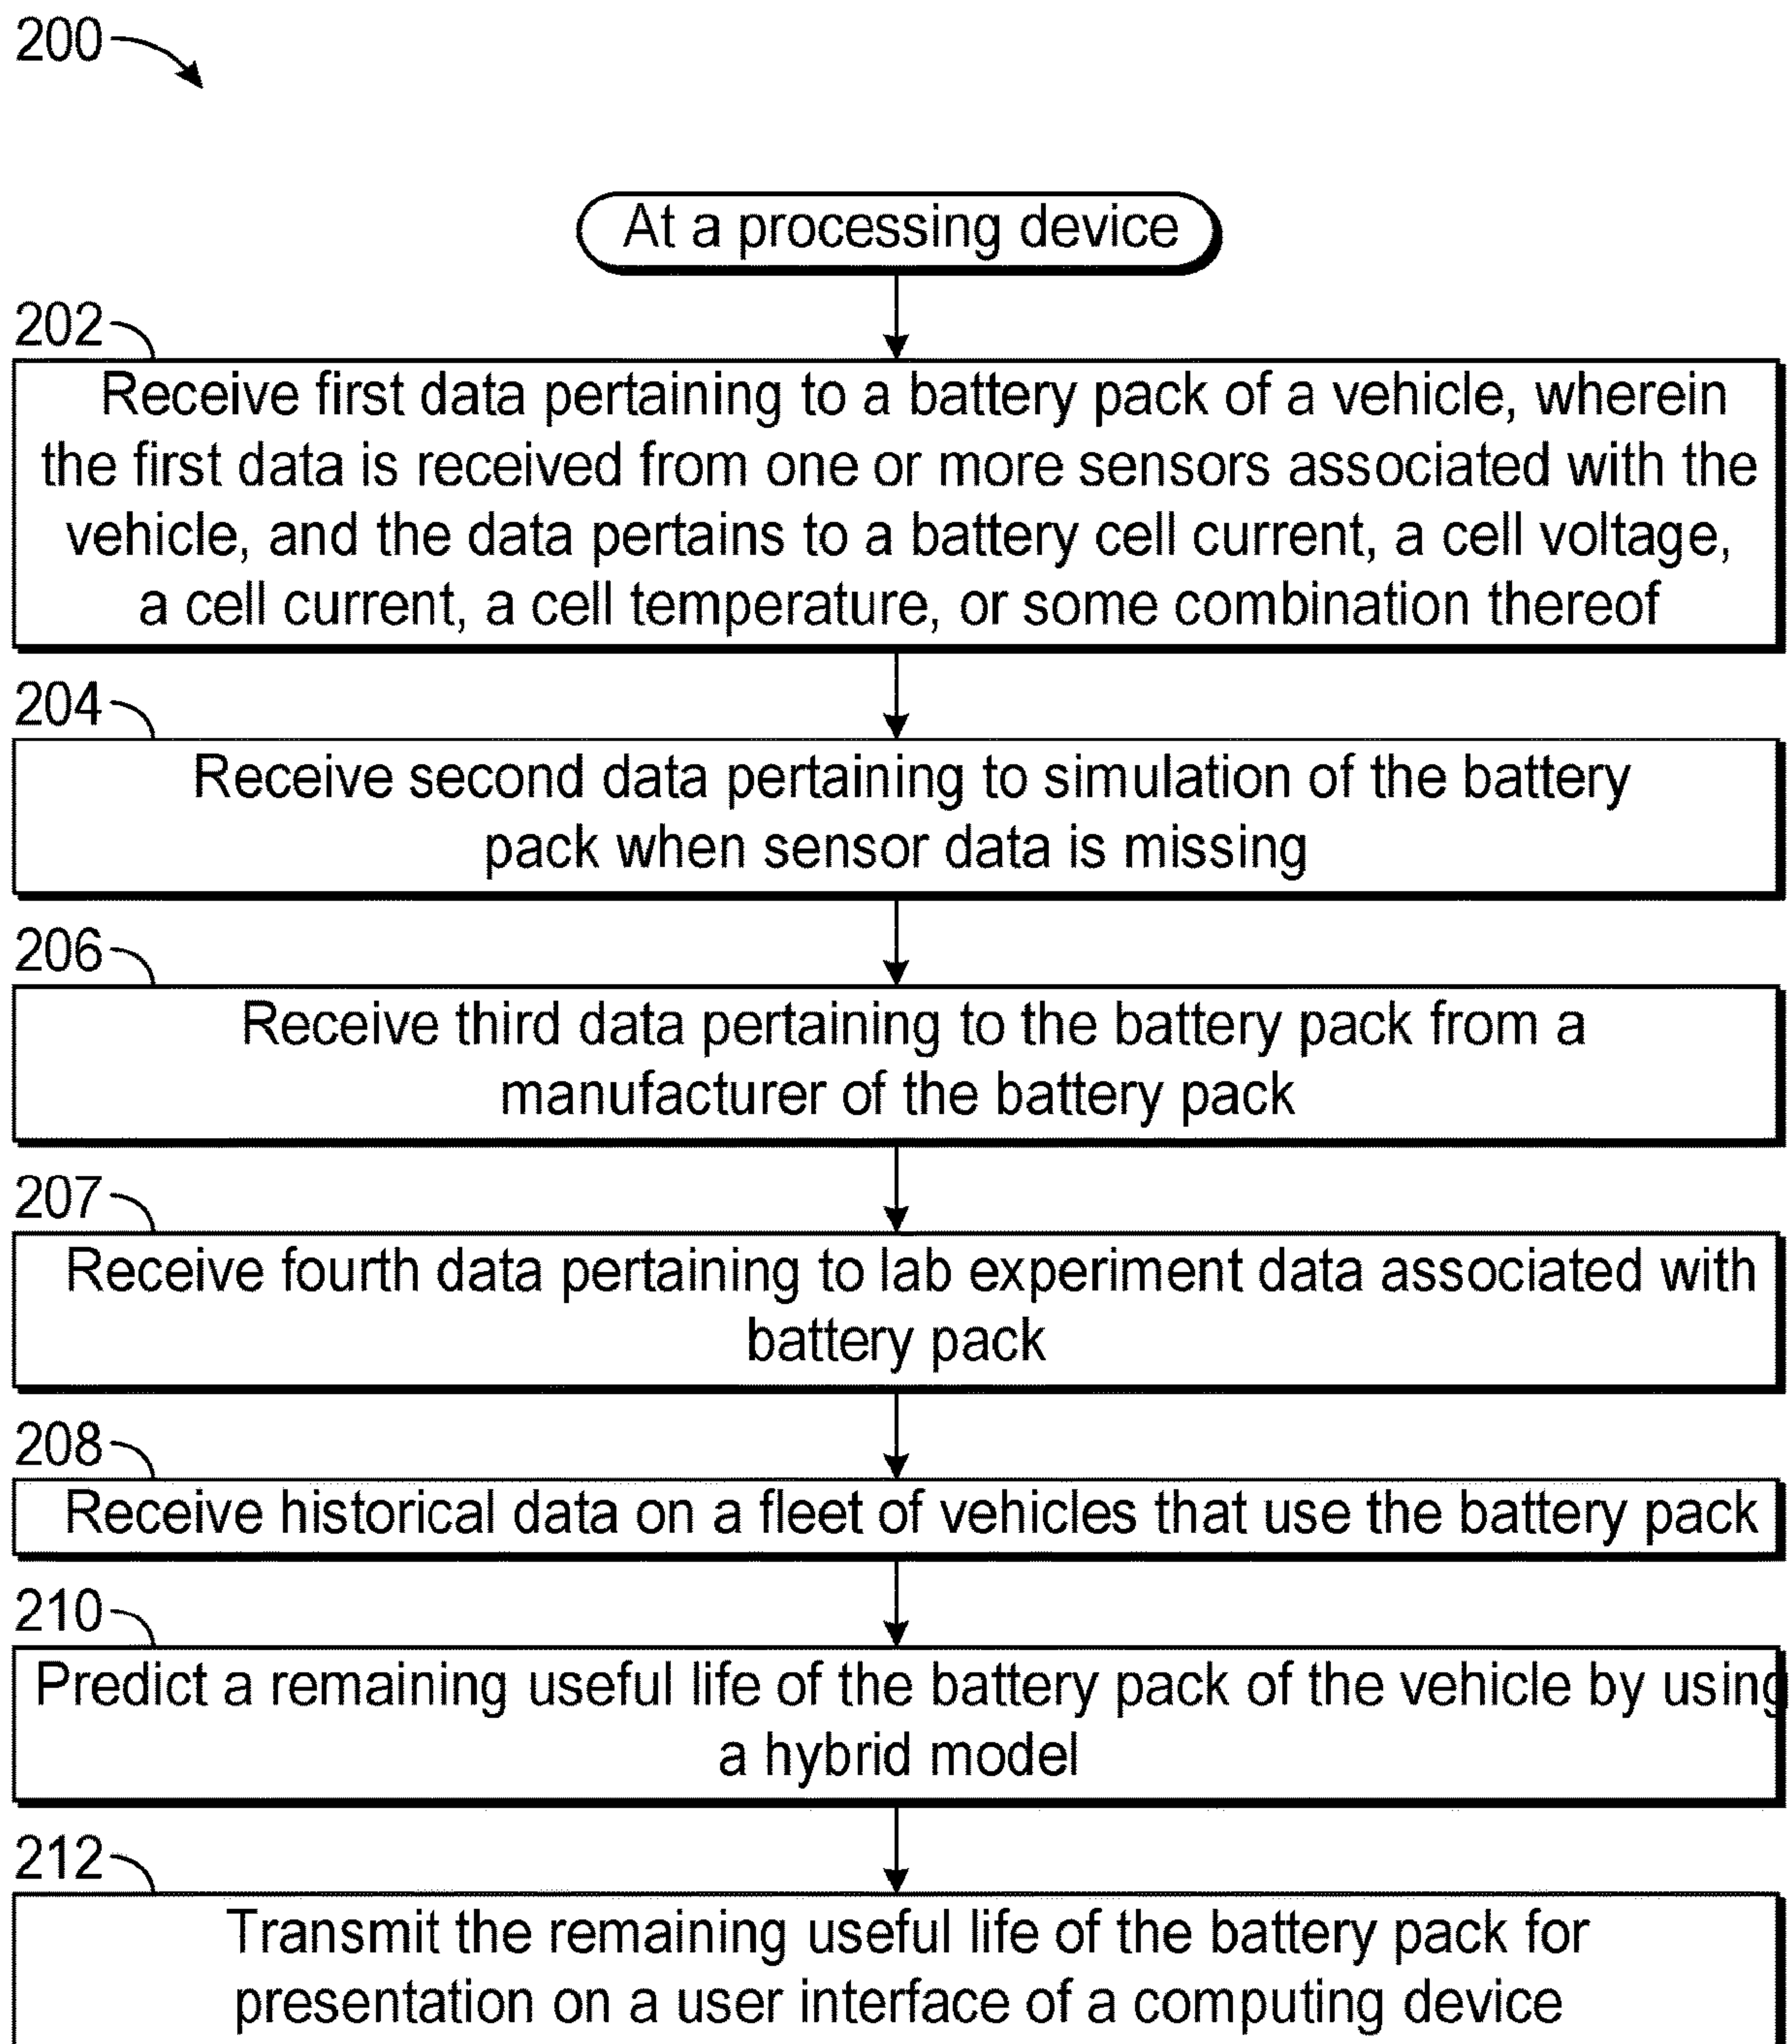 200
At a processing device
202
Receive first data pertaining to a battery pack of a vehicle, wherein
the first data is received from one or more sensors associated with the
vehicle, and the data pertains to a battery cell current, a cell voltage,
a cell current, a cell temperature, or some combination thereof
204
Receive second data pertaining to simulation of the battery
pack when sensor data is missing
206
Receive third data pertaining to the battery pack from a
manufacturer of the battery pack
207
Receive fourth data pertaining to lab experiment data associated with
battery pack
208
Receive historical data on a fleet of vehicles that use the battery pack
210
Predict a remaining useful life of the battery pack of the vehicle by using
a hybrid model
212
Transmit the remaining useful life of the battery pack for
presentation on a user interface of a computing device